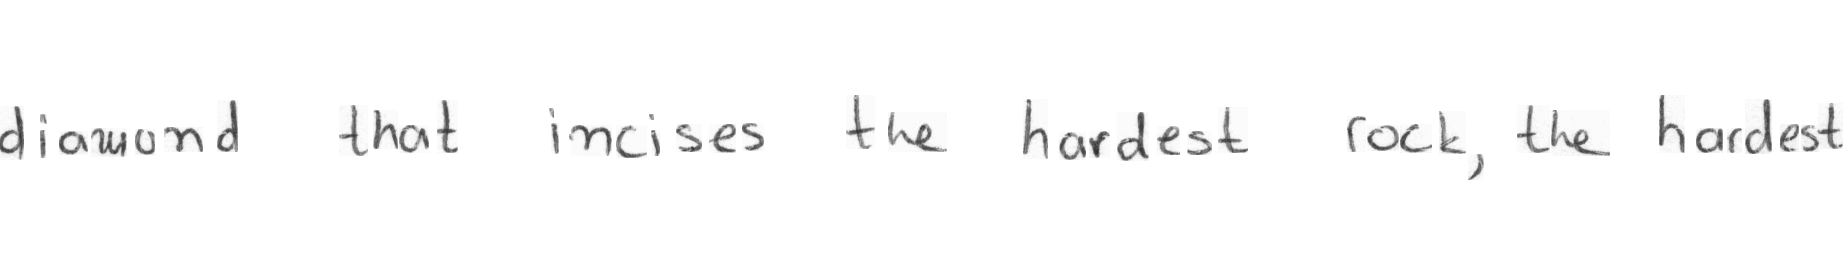 diamond that incises the hardest rock, the hardest